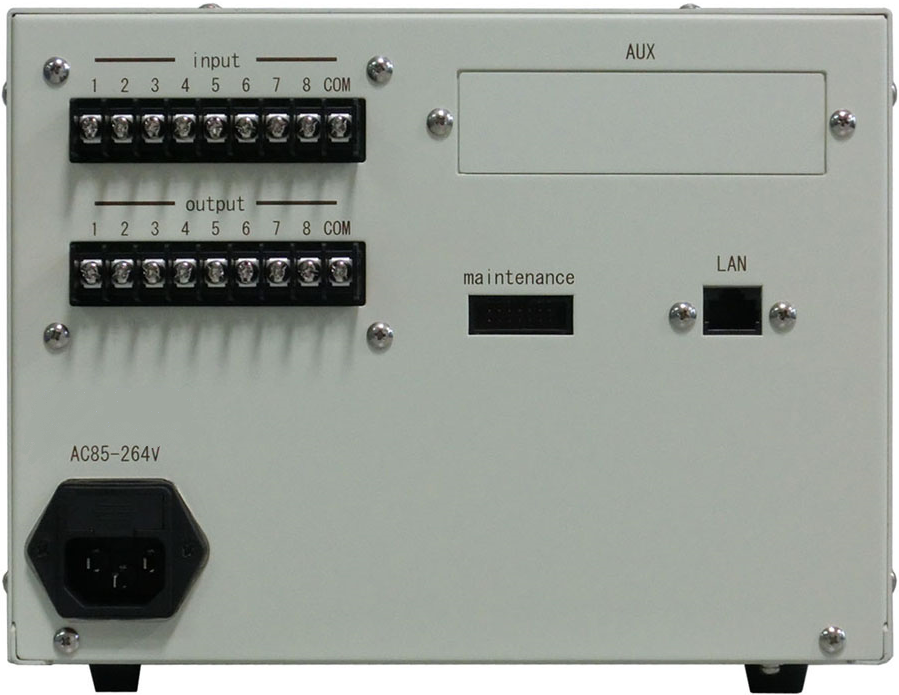 input
1 2 3 4 5 6 7 8 COM
output
1 2 3 4 5 6 7 8 COM
AUX
maintenance
LAN
AC85-264V